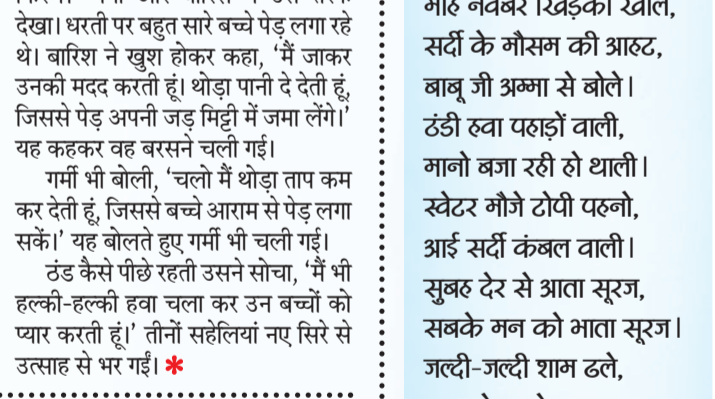 देखा। धरती पर बहुत सारे बच्चे पेड़ लगा रहे
थे। बारिश ने खुश होकर कहा, ‘मैं जाकर
उनकी मदद करती हूं। थोड़ा पानी दे देती हूं,
जिससे पेड़ अपनी जड़ मिट्टी में जमा लेंगे।’
यह कहकर वह बरसने चली गई।
गर्मी भी बोली, ‘चलो मैं थोड़ा ताप कम
कर देती हूं, जिससे बच्चे आराम से पेड़ लगा
सकें।’ यह बोलते हुए गर्मी भी चली गई।
ठंड कैसे पीछे रहती उसने सोचा, ‘मैं भी
हल्की-हल्की हवा चला कर उन बच्चों को
प्यार करती हूं।’ तीनों सहेलियां नए सिरे से
उत्साह से भर गईं। *
माह नवंबर खिड़की खोले,
सर्दी के मौसम की आहट,
बाबू जी अम्मा से बोले।
ठंडी हवा पहाड़ों वाली,
मानो बजा रही हो थाली।
स्वेटर मौजे टोपी पहनो,
आई सर्दी कंबल वाली।
सुबह देर से आता सूरज,
सबके मन को भाता सूरज।
जल्दी-जल्दी शाम ढले,